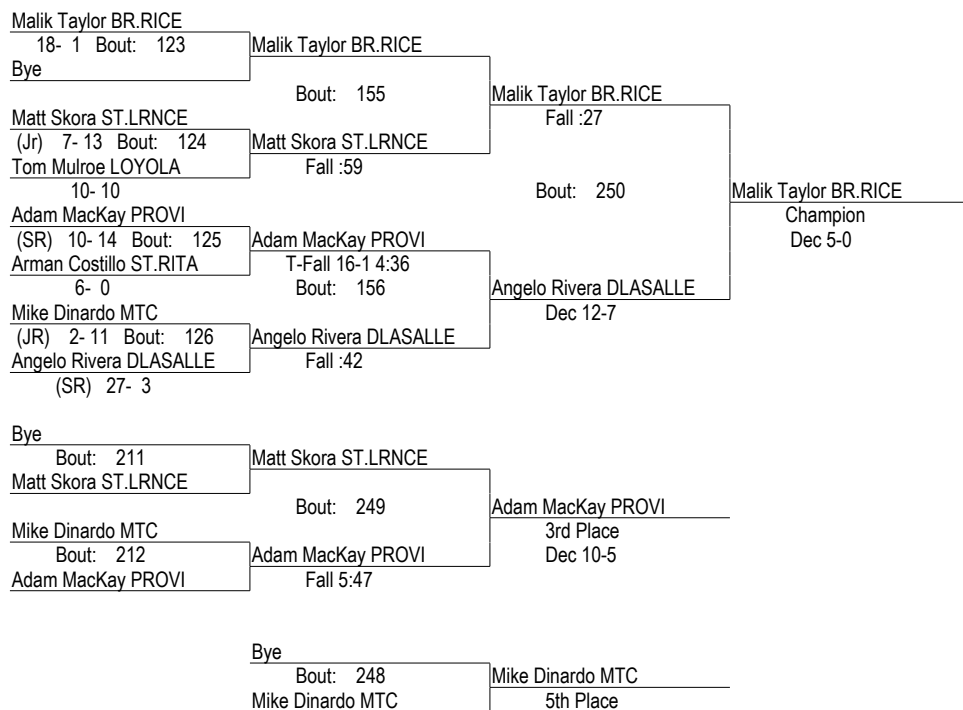 Malik Taylor BR.RICE
18- 1 Bout: 123
Bye
Malik Taylor BR.RICE
Bout: 155
Matt Skora ST.LRNCE
(Jr) 7- 13 Bout: 124
Tom Mulroe LOYOLA
10- 10
Matt Skora ST.LRNCE
Fall :59
Malik Taylor BR.RICE
Fall :27
Bout: 250
Adam MacKay PROVI
(SR) 10- 14 Bout: 125
Arman Costillo ST.RITA
6- 0
Adam MacKay PROVI
T-Fall 16-1 4:36
Bout: 156
Mike Dinardo MTC
(JR) 2- 11 Bout: 126
Angelo Rivera DLASALLE
(SR) 27- 3
Angelo Rivera DLASALLE
Fall :42
Angelo Rivera DLASALLE
Dec 12-7
Malik Taylor BR.RICE
Champion
Dec 5-0
Bye
Bout: 211
Matt Skora ST.LRNCE
Matt Skora ST.LRNCE
Bout: 249
Mike Dinardo MTC
Bout: 212
Adam MacKay PROVI
Adam MacKay PROVI
Fall 5:47
Adam MacKay PROVI
3rd Place
Dec 10-5
Bye
Bout: 248
Mike Dinardo MTC
Mike Dinardo MTC
5th Place